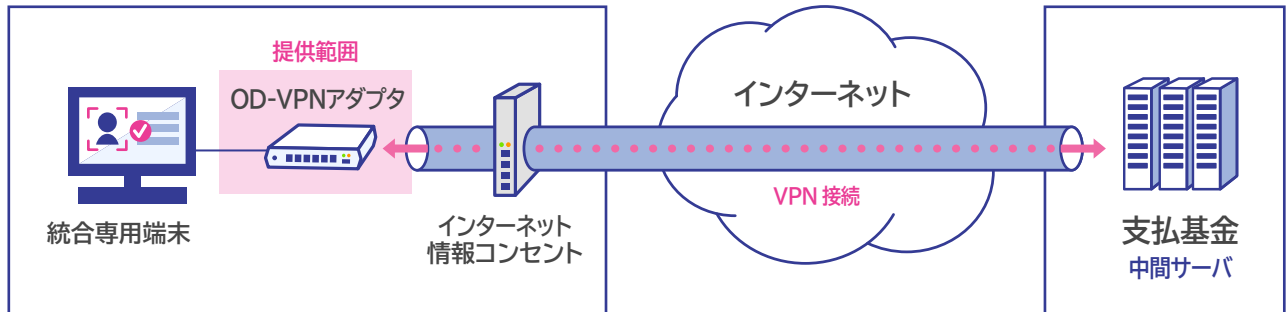 提供範囲
OD-VPNアダプタ
統合専用端末
インターネット
情報コンセント
インターネット
VPN 接続
支払基金
中間サーバ